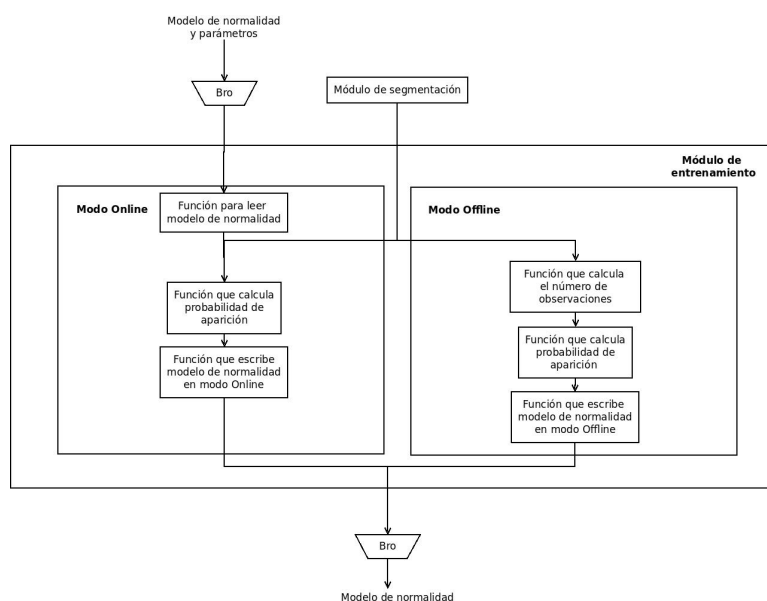 Modelo de normalidad
y parámetros
Bro
Módulo de segmentación
Módulo de
entrenamiento
Modo Online
Función para leer
modelo de normalidad
Modo Offline
Función que calcula
probabilidad de
aparición
Función que escribe
modelo de normalidad
en modo Online
Función que calcula
el número de
observaciones
Función que calcula
probabilidad de
aparición
Función que escribe
modelo de normalidad
en modo Offline
Bro
Modelo de normalidad